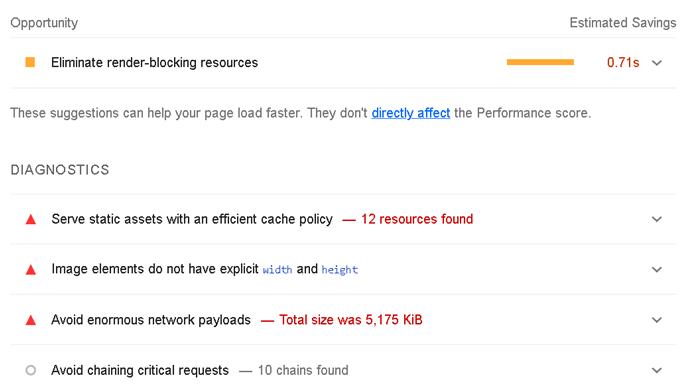 Opportunity Estimated Savings
Eliminate render-blocking resources 0.71s
These suggestions can help your page load faster. They don't directly affect the Performance score.
DIAGNOSTICS
Serve static assets with an efficient cache policy — 12 resources found
Image elements do not have explicit width and height
Avoid enormous network payloads — Total size was 5,175 KiB
Avoid chaining critical requests — 10 chains found